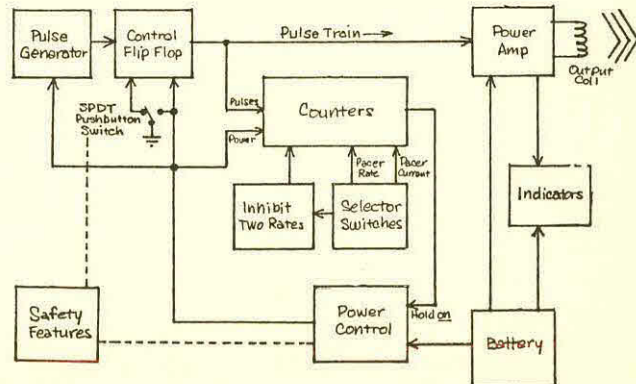 Pulse
Generator
Control
Flip Flop
Pulse Train →
Power
Amp
Output
Coil
SPDT
Pushbutton
Switch
Pulses
Power
Counters
Pacer
Rate
Pacer
Current
Inhibit
Two Rates
Selector
Switches
Indicators
Safety
Features
Power
Control
Hold on
Battery